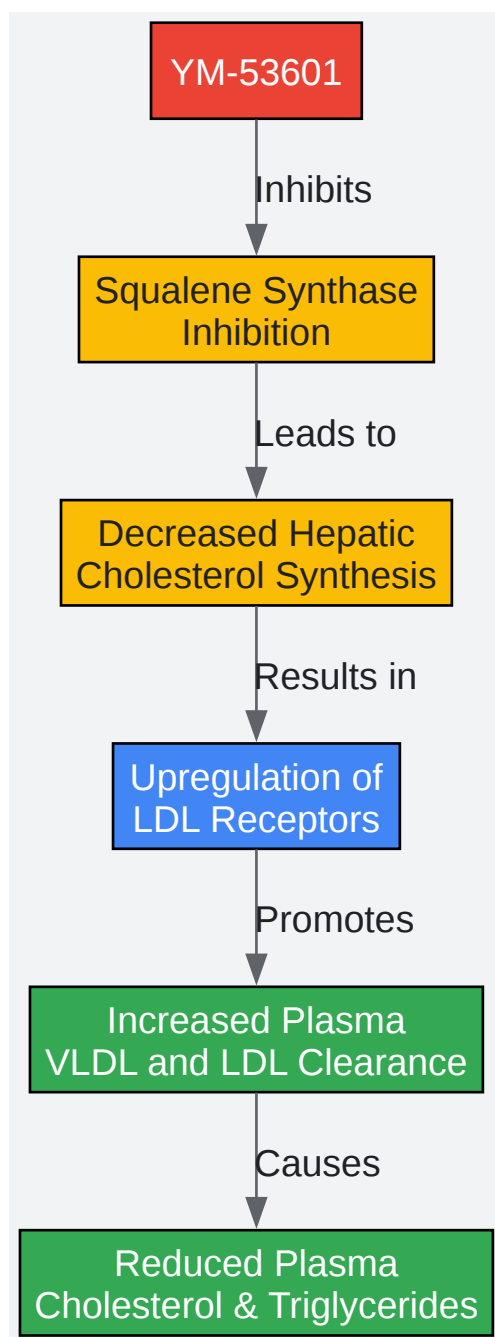 YM-53601
Inhibits
Squalene Synthase
Inhibition
Leads to
Decreased Hepatic
Cholesterol Synthesis
Results in
Upregulation of
LDL Receptors
Promotes
Increased Plasma
VLDL and LDL Clearance
Causes
Reduced Plasma
Cholesterol & Triglycerides